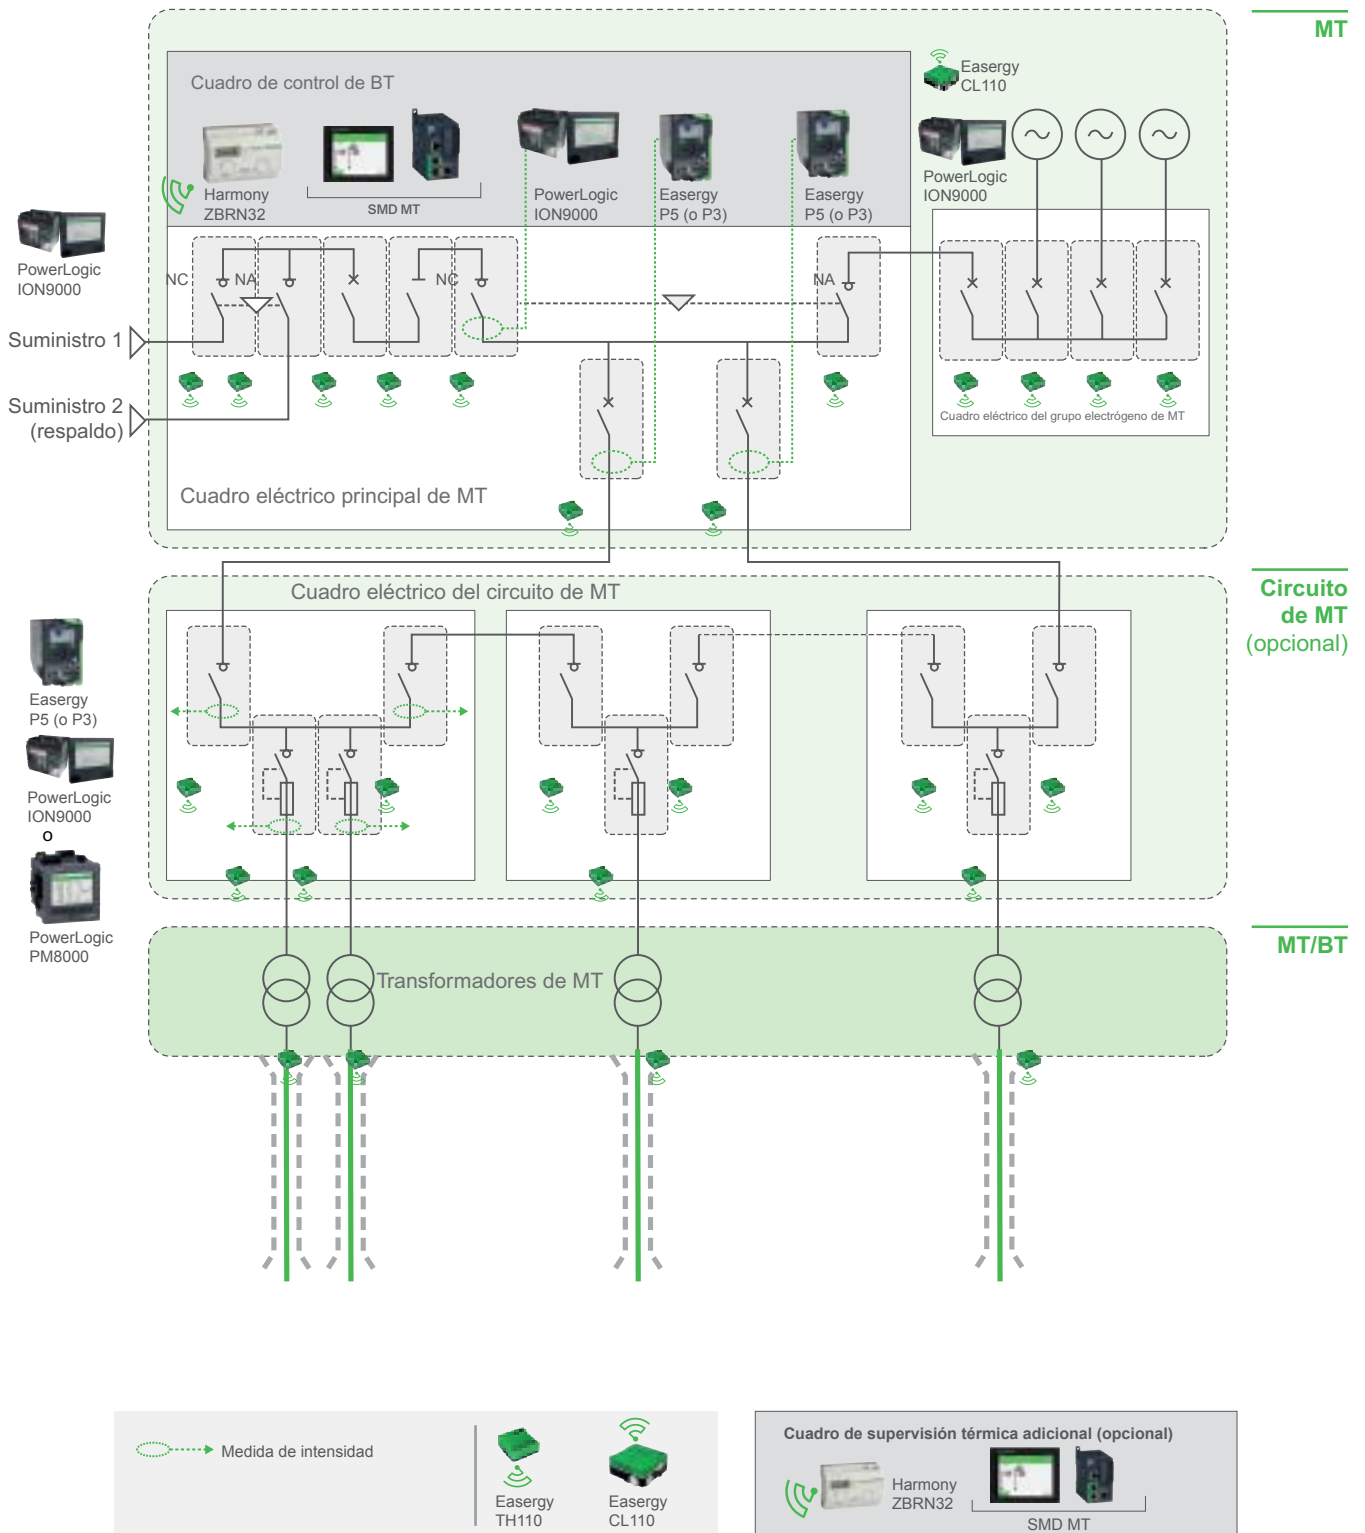 MT
Cuadro de control de BT
Easergy
CL110
Harmony
ZBRN32
SMD MT
PowerLogic
ION9000
Easergy
P5 (o P3)
Easergy
P5 (o P3)
PowerLogic
ION9000
PowerLogic
ION9000
NC
NA
NC
NA
Suministro 1
Suministro 2
(respaldo)
Cuadro eléctrico del grupo electrógeno de MT
Cuadro eléctrico principal de MT
Circuito
de MT
(opcional)
Cuadro eléctrico del circuito de MT
Easergy
P5 (o P3)
PowerLogic
ION9000
o
PowerLogic
PM8000
MT/BT
Transformadores de MT
Medida de intensidad
Easergy
TH110
Easergy
CL110
Cuadro de supervisión térmica adicional (opcional)
Harmony
ZBRN32
SMD MT